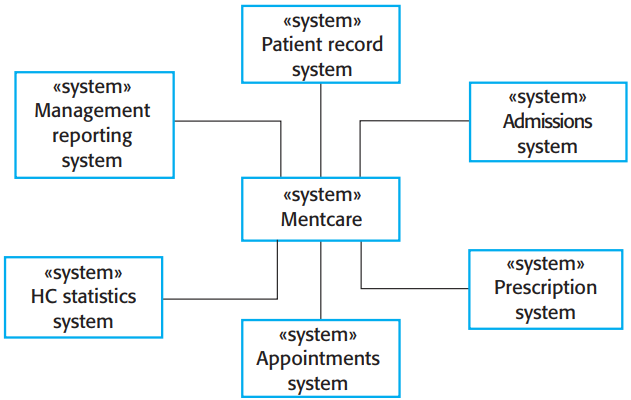 «system»
Patient record
system
«system»
Management
reporting
system
«system»
Admissions
system
«system»
Mentcare
«system»
HC statistics
system
«system»
Prescription
system
«system»
Appointments
system